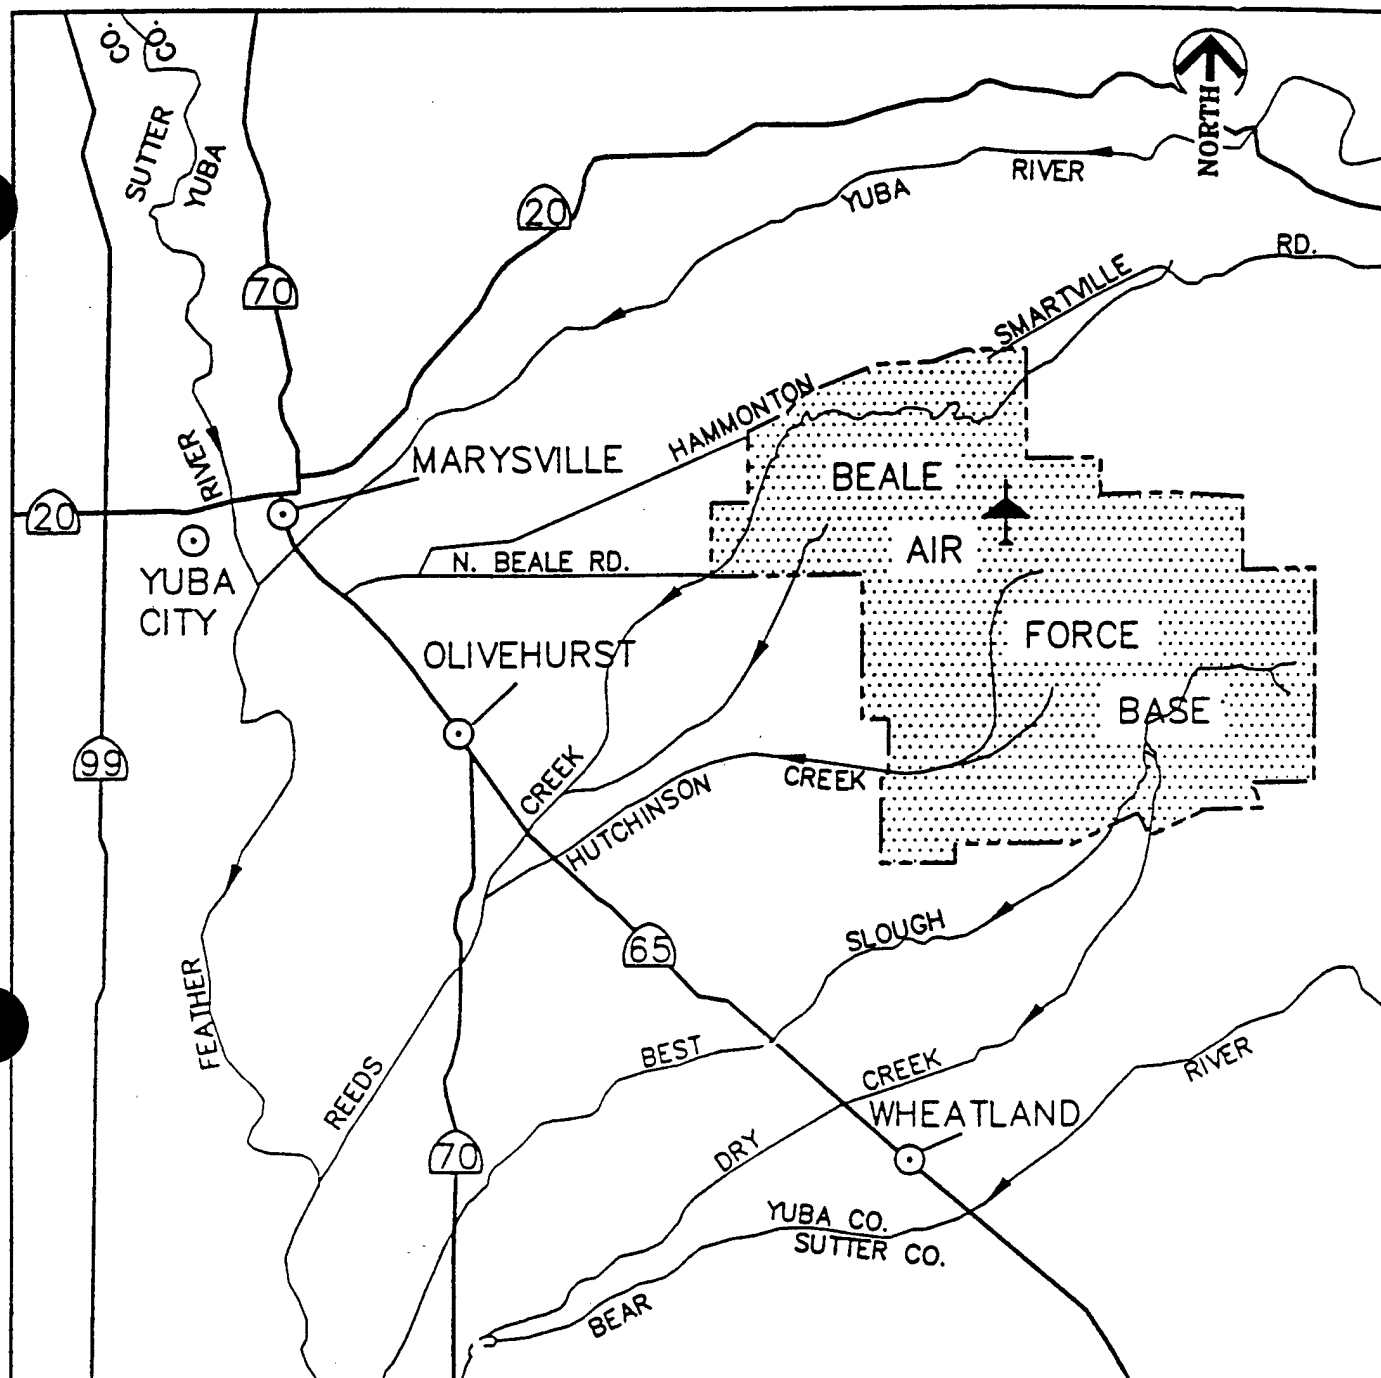 CO.
CO.
SUTTER
YUBA
NORTH
YUBA
RIVER
20
RD.
70
SMARTVILLE
HAMMONTON
RIVER
MARYSVILLE
BEALE
20
AIR
N. BEALE RD.
YUBA
CITY
FORCE
OLIVEHURST
BASE
99
CREEK
CREEK
HUTCHINSON
SLOUGH
65
FEATHER
BEST
REEDS
CREEK
RIVER
WHEATLAND
70
DRY
YUBA CO.
SUTTER CO.
BEAR